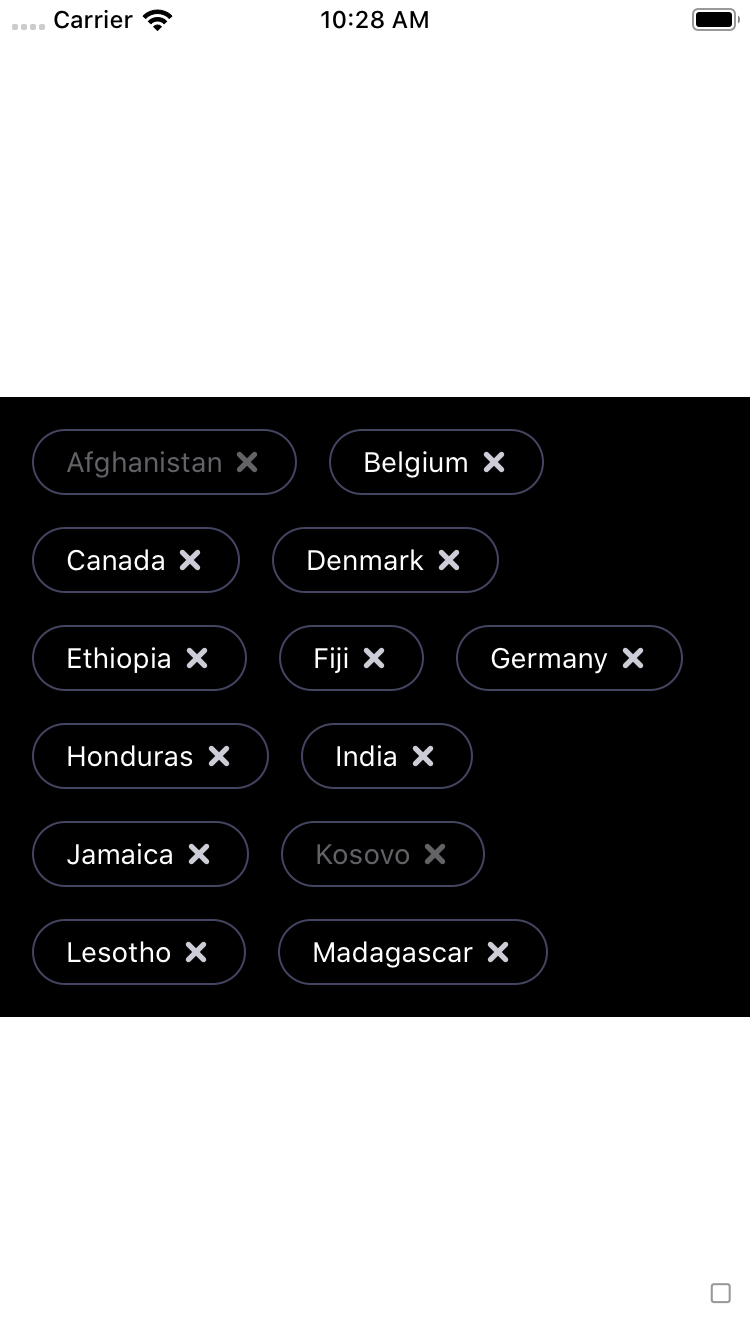 Carrier 10:28 AM
Afghanistan Belgium
Canada Denmark
Ethiopia Fiji Germany
Honduras India
Jamaica Kosovo
Lesotho Madagascar